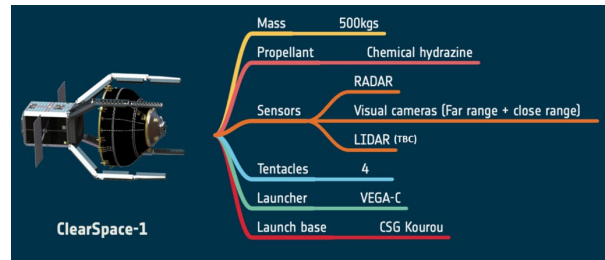 Mass 500kgs
Propellant Chemical hydrazine
RADAR
Sensors Visual cameras (Far range + close range)
LIDAR (TBC)
Tentacles 4
Launcher VEGA-C
Launch base CSG Kourou
ClearSpace-1